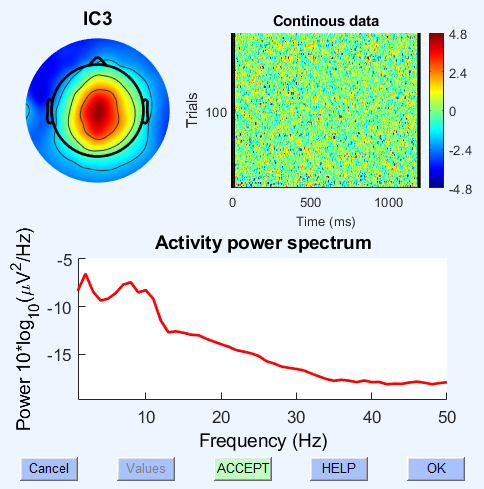 IC3
Continous data
Trials
100
0
500
1000
Time (ms)
4.8
2.4
0
-2.4
-4.8
Activity power spectrum
Power 10*log₁₀(μV²/Hz)
-5
-10
-15
10
20
30
40
50
Frequency (Hz)
Cancel
Values
ACCEPT
HELP
OK